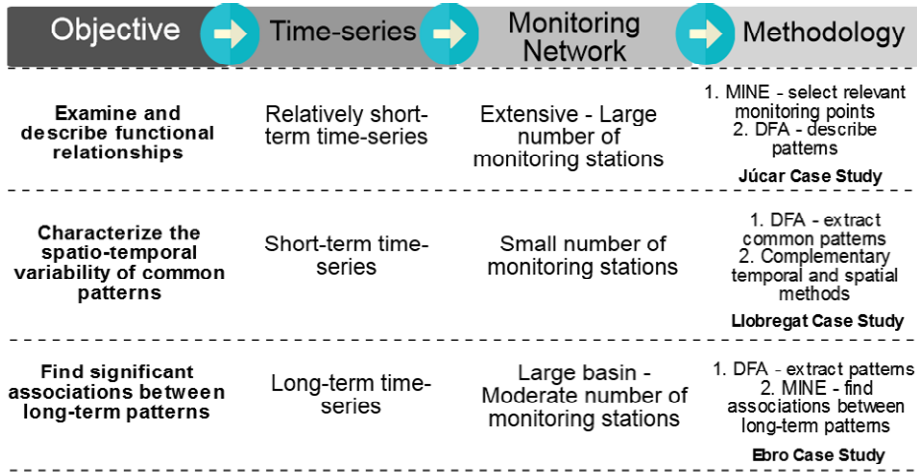 Objective
Time-series
Monitoring
Network
Methodology
Examine and
describe functional
relationships
Relatively short-
term time-series
Extensive - Large
number of
monitoring stations
1. MINE - select relevant
monitoring points
2. DFA - describe
patterns
Júcar Case Study
Characterize the
spatio-temporal
variability of common
patterns
Short-term time-
series
Small number of
monitoring stations
1. DFA - extract
common patterns
2. Complementary
temporal and spatial
methods
Llobregat Case Study
Find significant
associations between
long-term patterns
Long-term time-
series
Large basin -
Moderate number of
monitoring stations
1. DFA - extract patterns
2. MINE - find
associations between
long-term patterns
Ebro Case Study